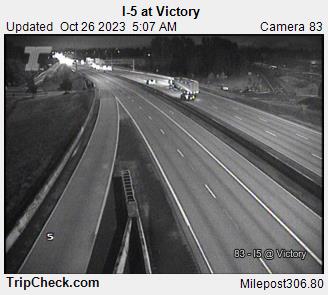 I-5 at Victory
Updated Oct 26 2023 5:07 AM Camera 83
T
S
83 - I5 @ Victory
TripCheck.com Milepost306.80